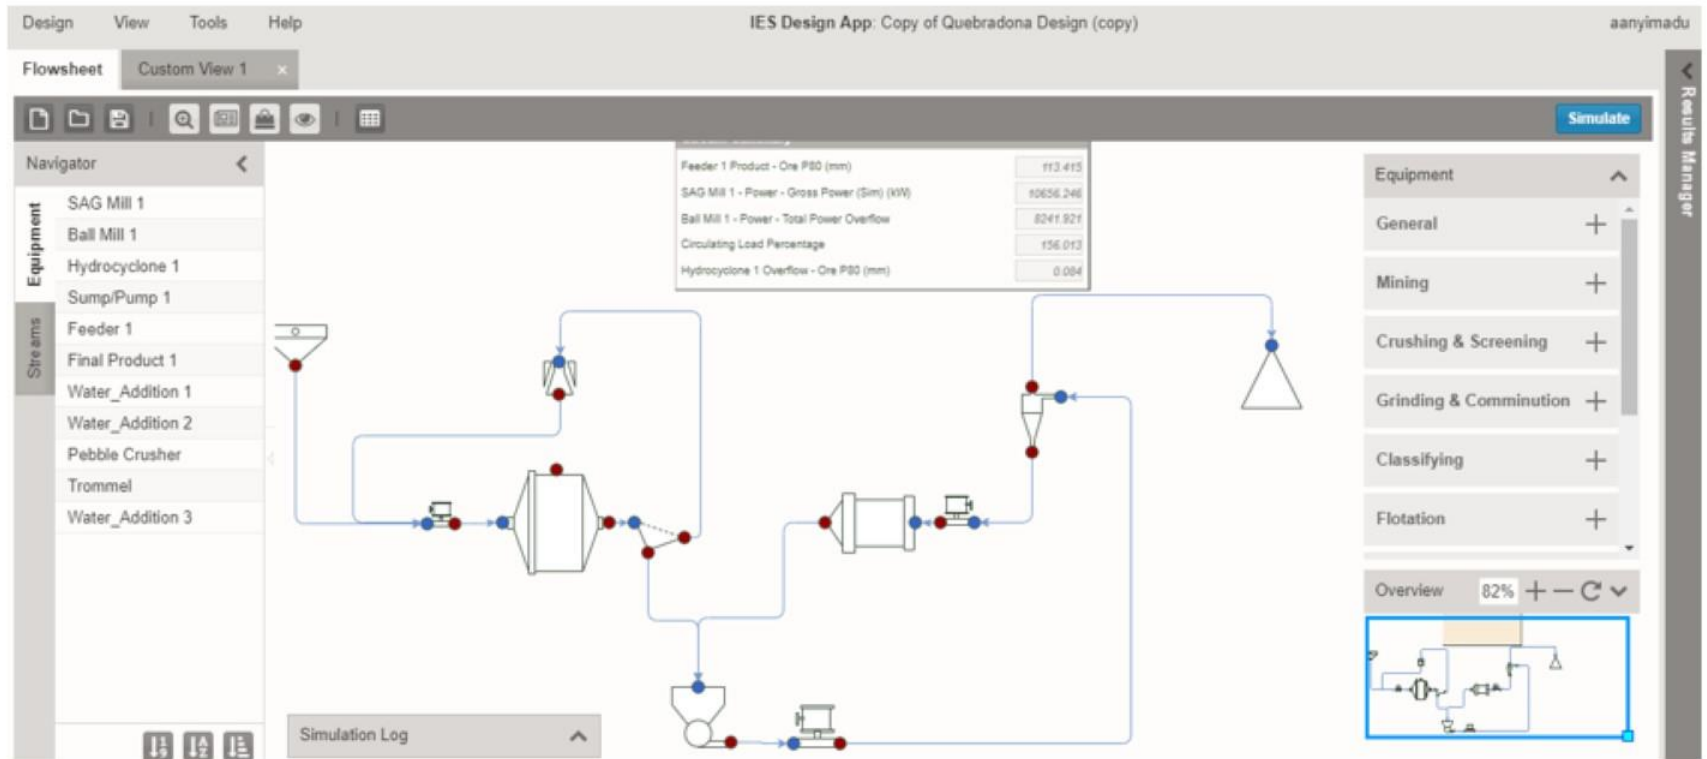 Design View Tools Help IES Design App: Copy of Quebradona Design (copy) aanyimadu
Flowsheet Custom View 1 ×
Simulate
Results Manager
Navigator
Equipment
Streams
SAG Mill 1
Ball Mill 1
Hydrocyclone 1
Sump/Pump 1
Feeder 1
Final Product 1
Water_Addition 1
Water_Addition 2
Pebble Crusher
Trommel
Water_Addition 3
Feeder 1 Product - Ore P80 (mm) 113.415
SAG Mill 1 - Power - Gross Power (Sim) (kW) 10656.246
Ball Mill 1 - Power - Total Power Overflow 8241.921
Circulating Load Percentage 156.013
Hydrocyclone 1 Overflow - Ore P80 (mm) 0.084
Equipment
General
Mining
Crushing & Screening
Grinding & Comminution
Classifying
Flotation
Overview 82%
Simulation Log